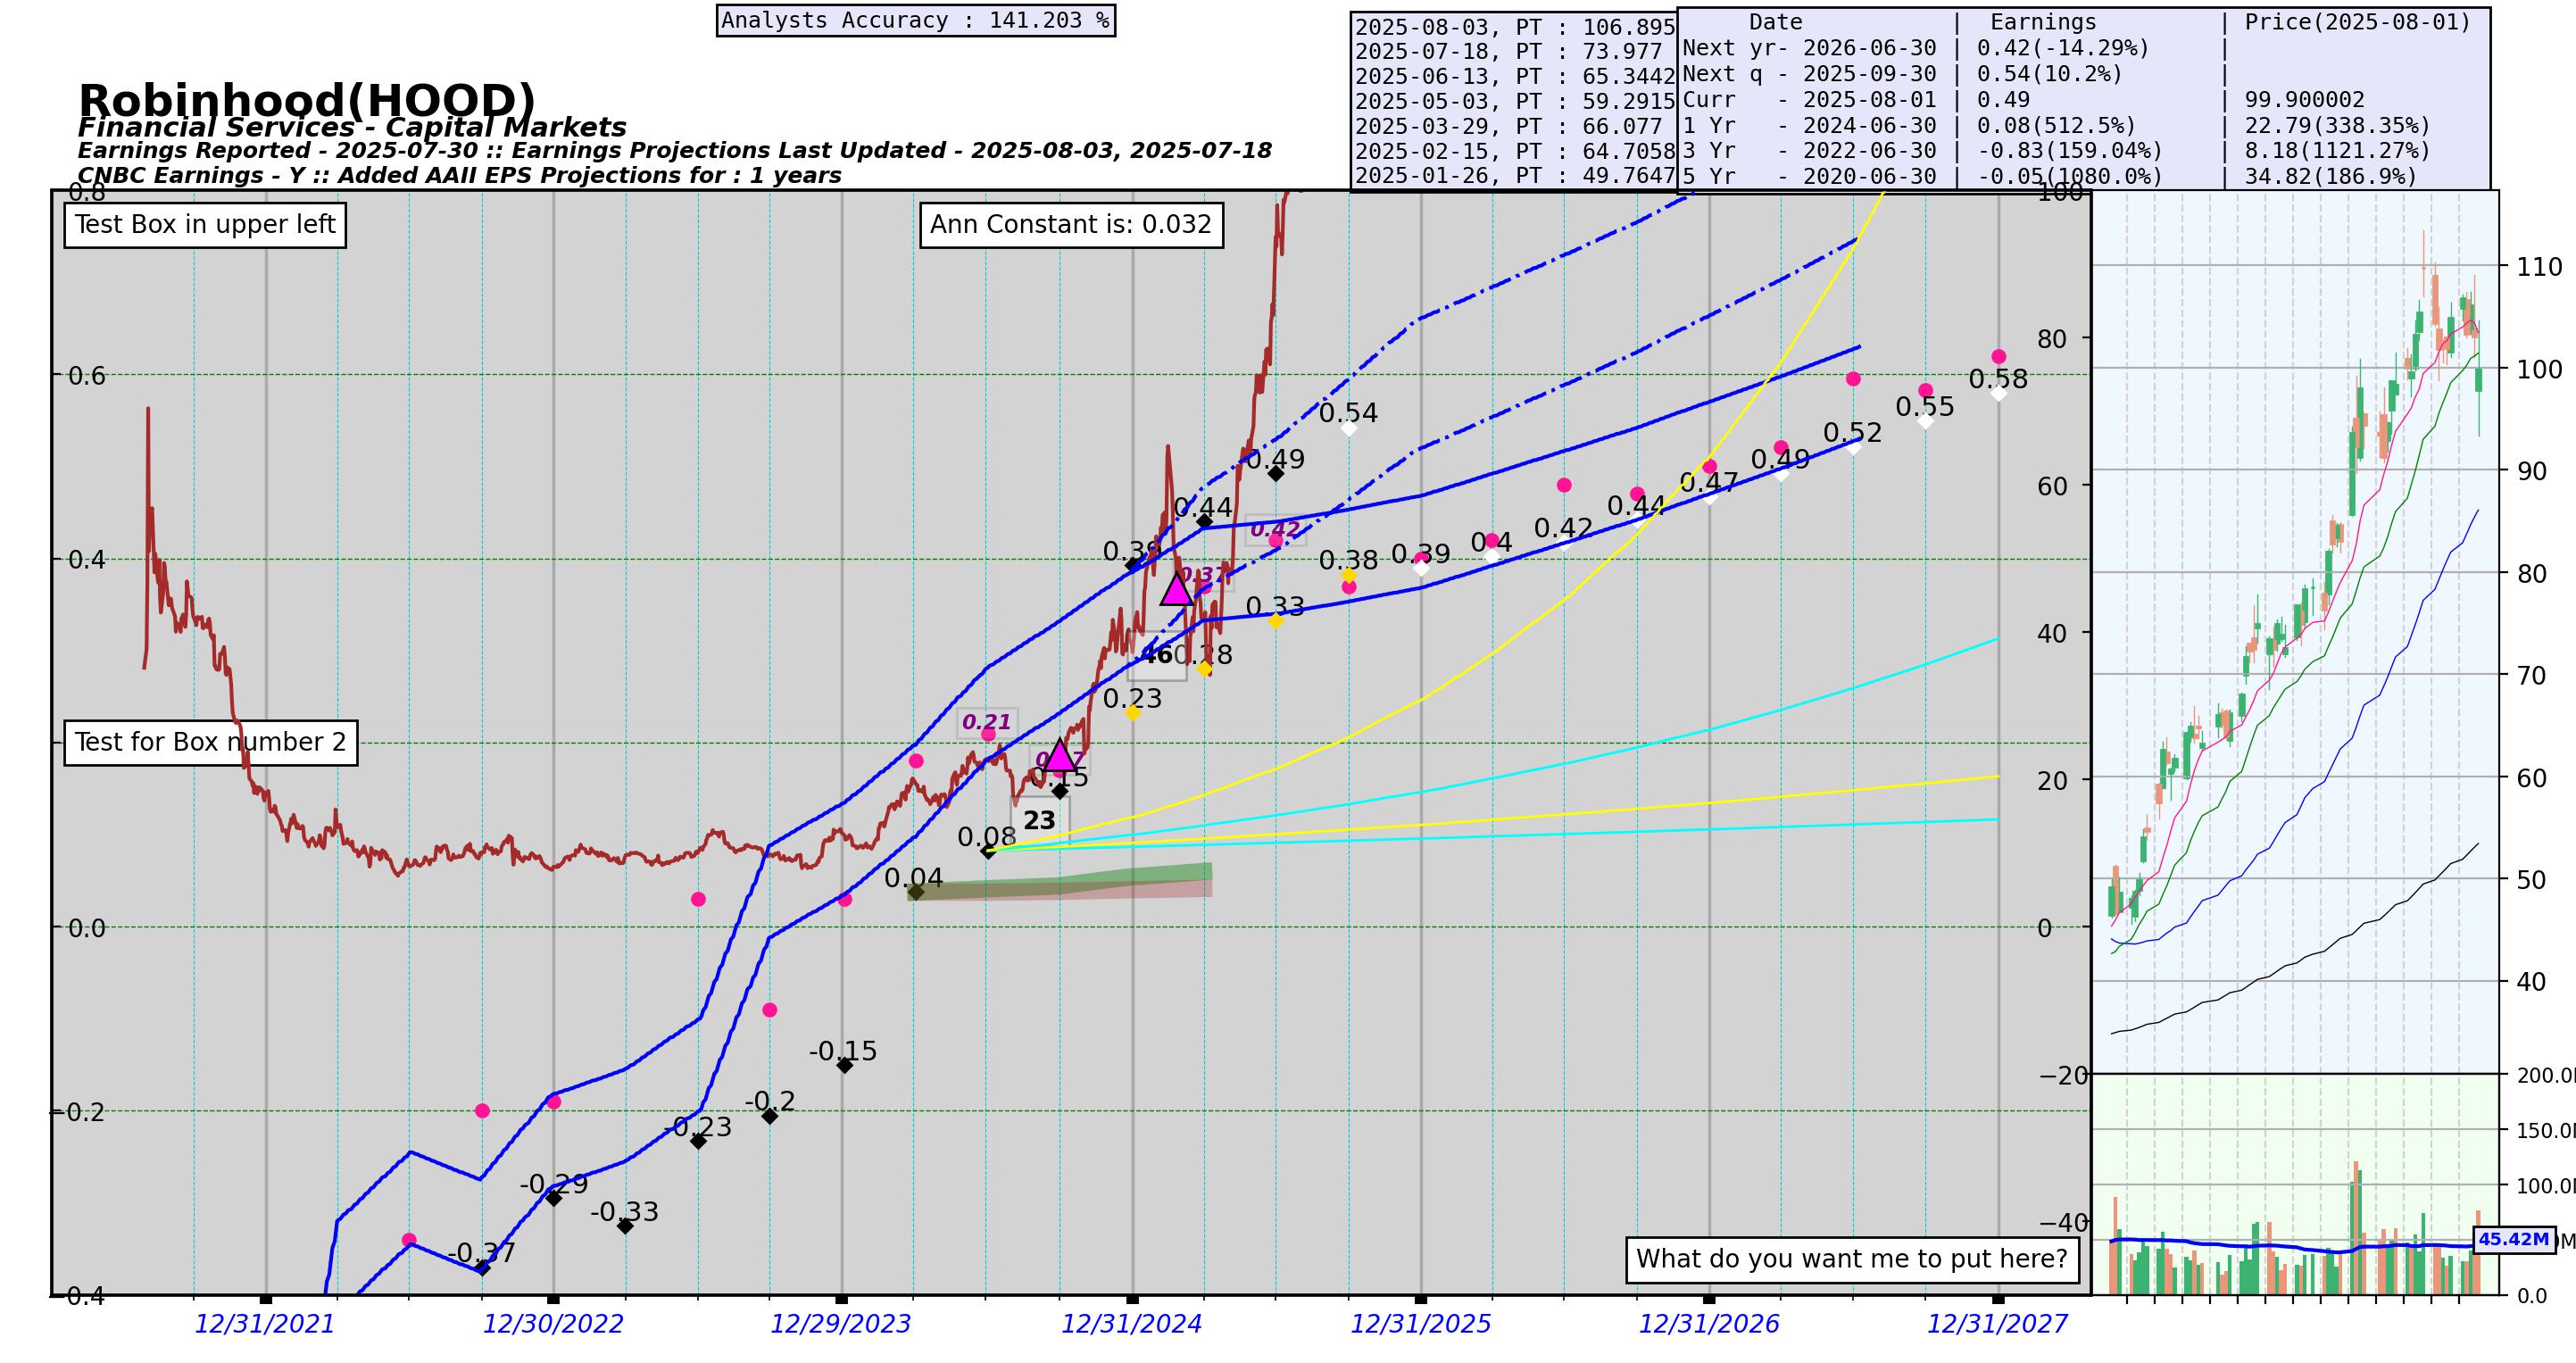 Analysts Accuracy : 141.203 %
2025-08-03, PT : 106.895
2025-07-18, PT : 73.977
2025-06-13, PT : 65.3442
2025-05-03, PT : 59.2915
2025-03-29, PT : 66.077
2025-02-15, PT : 64.7058
2025-01-26, PT : 49.7647
Date | Earnings | Price(2025-08-01)
Next yr- 2026-06-30 | 0.42(-14.29%) |
Next q - 2025-09-30 | 0.54(10.2%) |
Curr - 2025-08-01 | 0.49 | 99.900002
1 Yr - 2024-06-30 | 0.08(512.5%) | 22.79(338.35%)
3 Yr - 2022-06-30 | -0.83(159.04%) | 8.18(1121.27%)
5 Yr - 2020-06-30 | -0.05(1080.0%) | 34.82(186.9%)
Robinhood(HOOD)
Financial Services - Capital Markets
Earnings Reported - 2025-07-30 :: Earnings Projections Last Updated - 2025-08-03, 2025-07-18
CNBC Earnings - Y :: Added AAII EPS Projections for : 1 years
Test Box in upper left
Ann Constant is: 0.032
Test for Box number 2
What do you want me to put here?
0.8
0.6
0.4
0.0
−0.2
−0.4
-0.37
-0.29
-0.33
-0.23
-0.2
-0.15
0.04
0.08
0.21
0.15
23
0.23
0.39
0.44
0.37
0.28
0.49
0.42
0.33
0.54
0.38
0.39
0.4
0.42
0.44
0.47
0.49
0.52
0.55
0.58
100
80
60
40
20
0
−20
−40
110
100
90
80
70
60
50
40
200.0
150.0
100.0
45.42M
0.0
12/31/2021
12/30/2022
12/29/2023
12/31/2024
12/31/2025
12/31/2026
12/31/2027